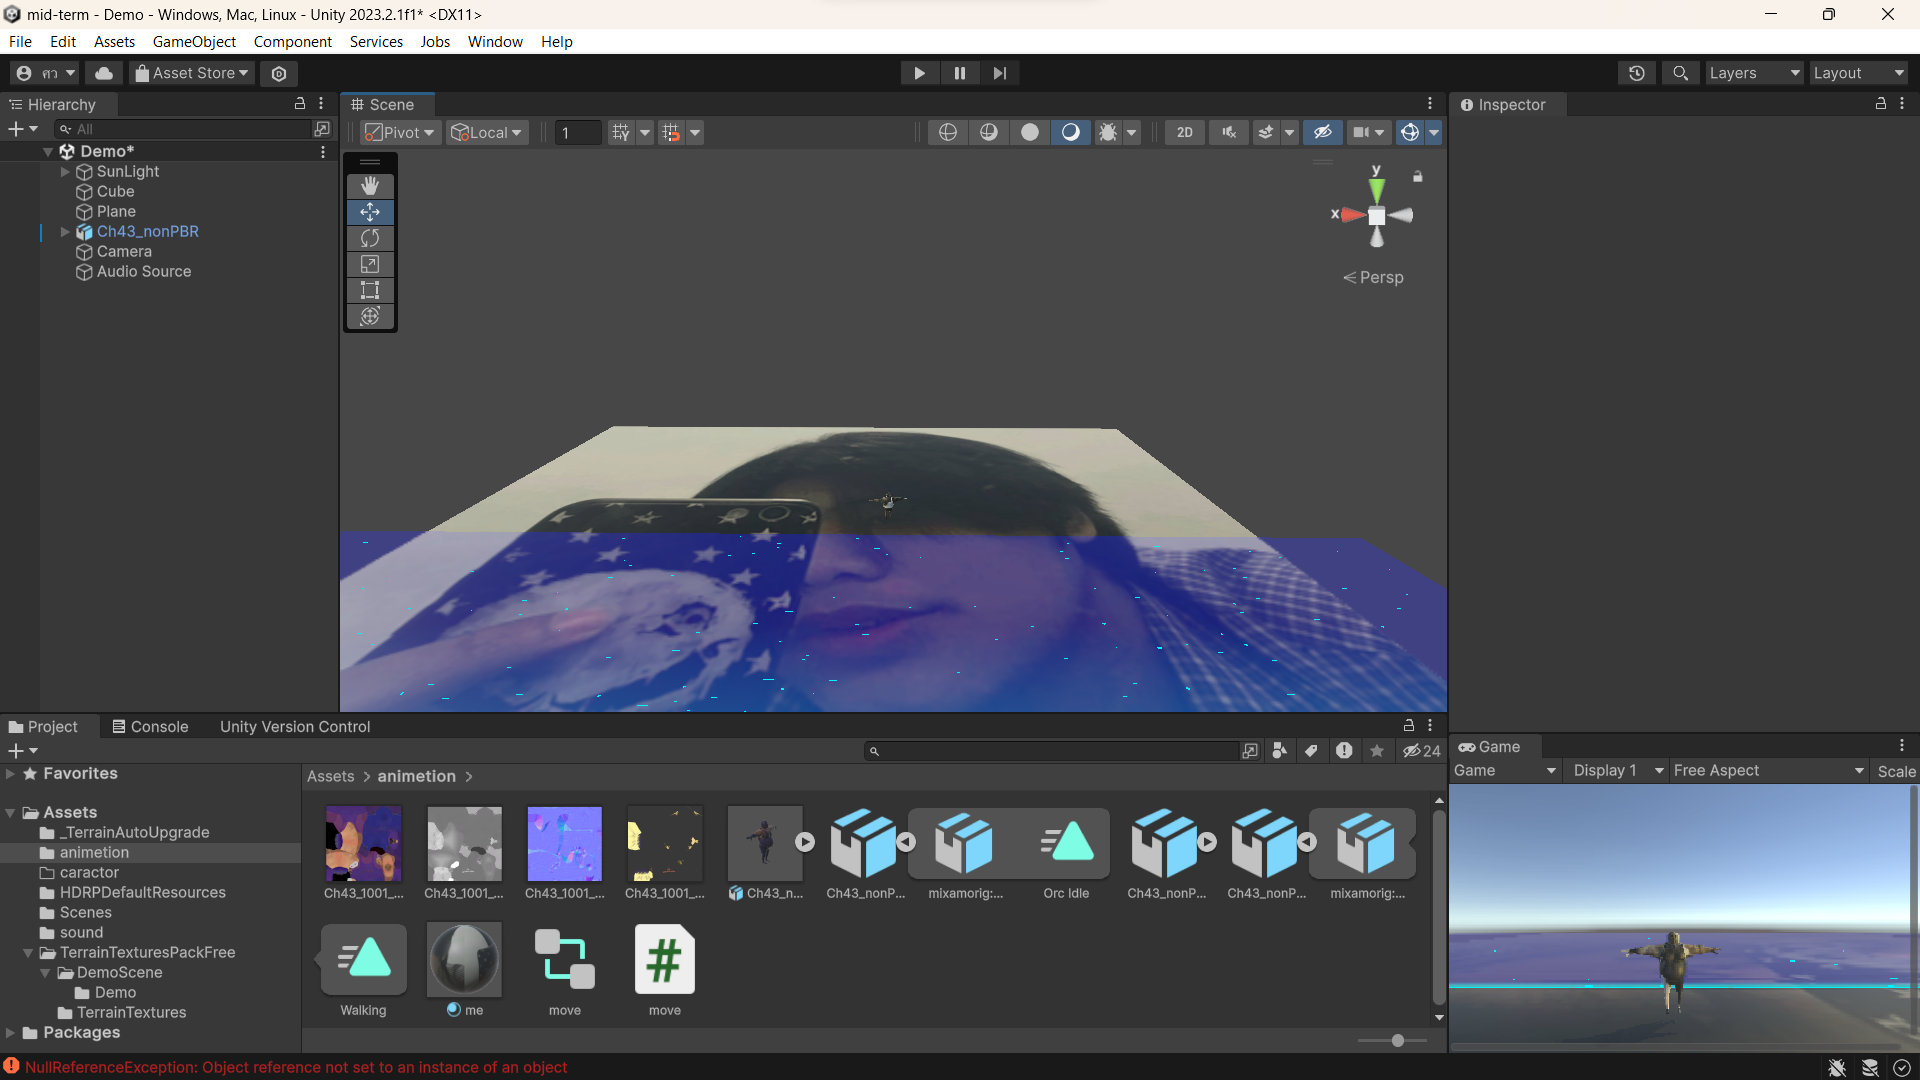 mid-term - Demo - Windows, Mac, Linux - Unity 2023.2.1f1* <DX11>
File Edit Assets GameObject Component Services Jobs Window Help
ศว Asset Store Layers Layout
Hierarchy
All
Demo*
SunLight
Cube
Plane
Ch43_nonPBR
Camera
Audio Source
Scene
Pivot Local 1 2D
y
x
Persp
Inspector
Project Console Unity Version Control
24
Favorites
Assets
_TerrainAutoUpgrade
animetion
caractor
HDRPDefaultResources
Scenes
sound
TerrainTexturesPackFree
DemoScene
Demo
TerrainTextures
Packages
Assets > animetion >
Ch43_1001_... Ch43_1001_... Ch43_1001_... Ch43_1001_... Ch43_n... Ch43_nonP... mixamorig:... Orc Idle Ch43_nonP... Ch43_nonP... mixamorig:...
Walking me move move
#
Game
Game Display 1 Free Aspect Scale
NullReferenceException: Object reference not set to an instance of an object